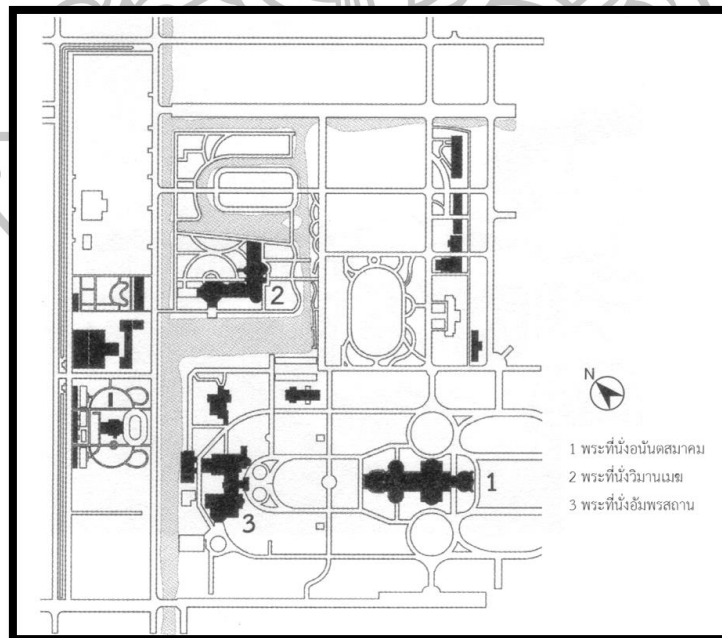 2
3
1
N
1 พระที่นั่งอนันตสมาคม
2 พระที่นั่งวิมานเมฆ
3 พระที่นั่งอัมพรสถาน